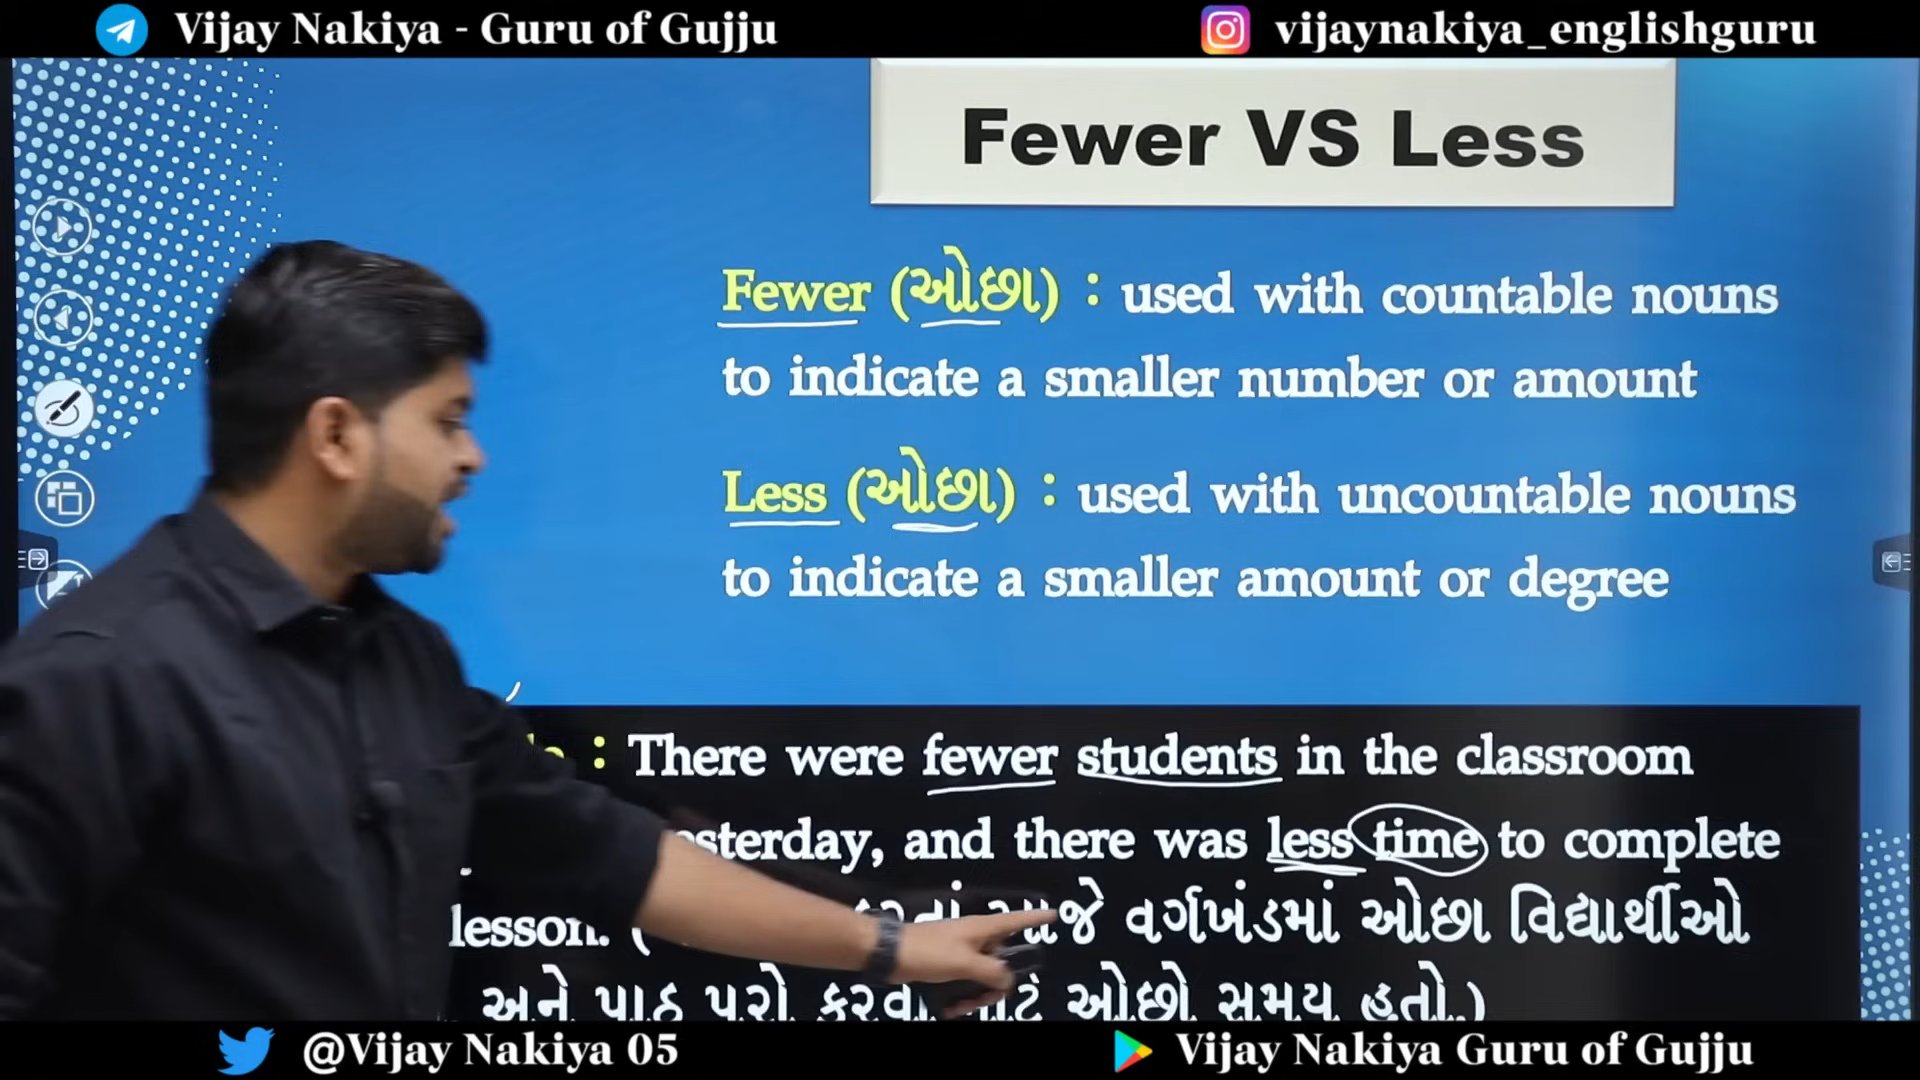 Vijay Nakiya - Guru of Gujju
vijaynakiya_englishguru
Fewer VS Less
Fewer (ઓછા) : used with countable nouns
to indicate a smaller number or amount
Less (ઓછા) : used with uncountable nouns
to indicate a smaller amount or degree
: There were fewer students in the classroom
and there was less time to complete
lesson. ( વર્ગખંડમાં ઓછા વિદ્યાર્થીઓ
અને પાઠ ઓછો સમય હતો.)
@Vijay Nakiya 05
Vijay Nakiya Guru of Gujju